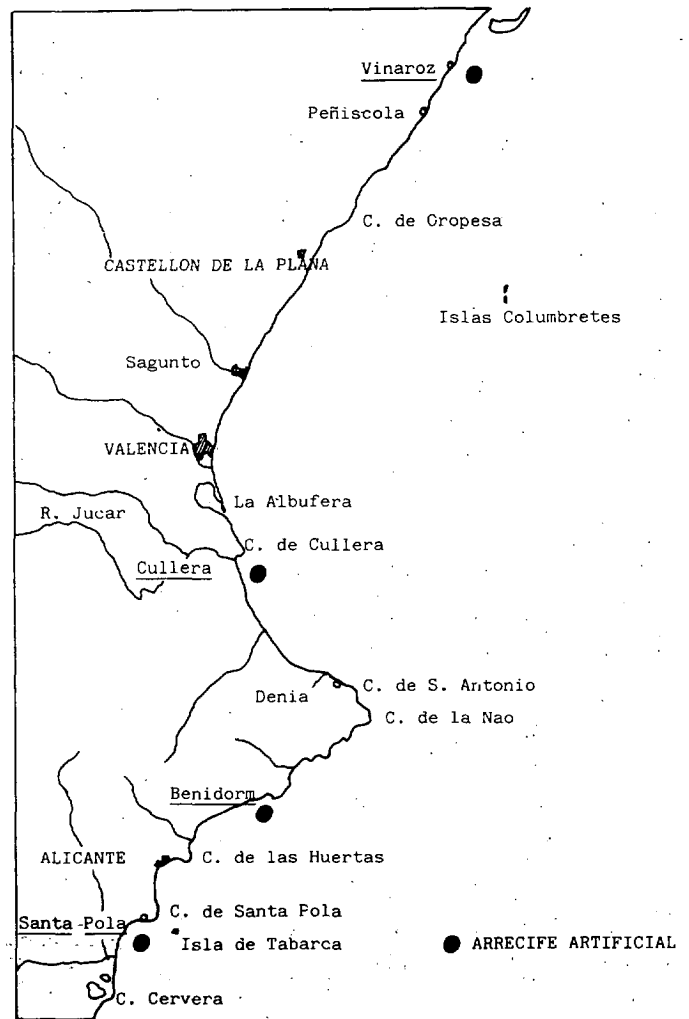 Vinaroz
Peñiscola
C. de Oropesa
CASTELLON DE LA PLANA
Islas Columbretes
Sagunto
VALENCIA
La Albufera
R. Jucar
C. de Cullera
Cullera
Denia
C. de S. Antonio
C. de la Nao
Benidorm
ALICANTE
C. de las Huertas
C. de Santa Pola
Santa Pola
Isla de Tabarca
ARRECIFE ARTIFICIAL
C. Cervera